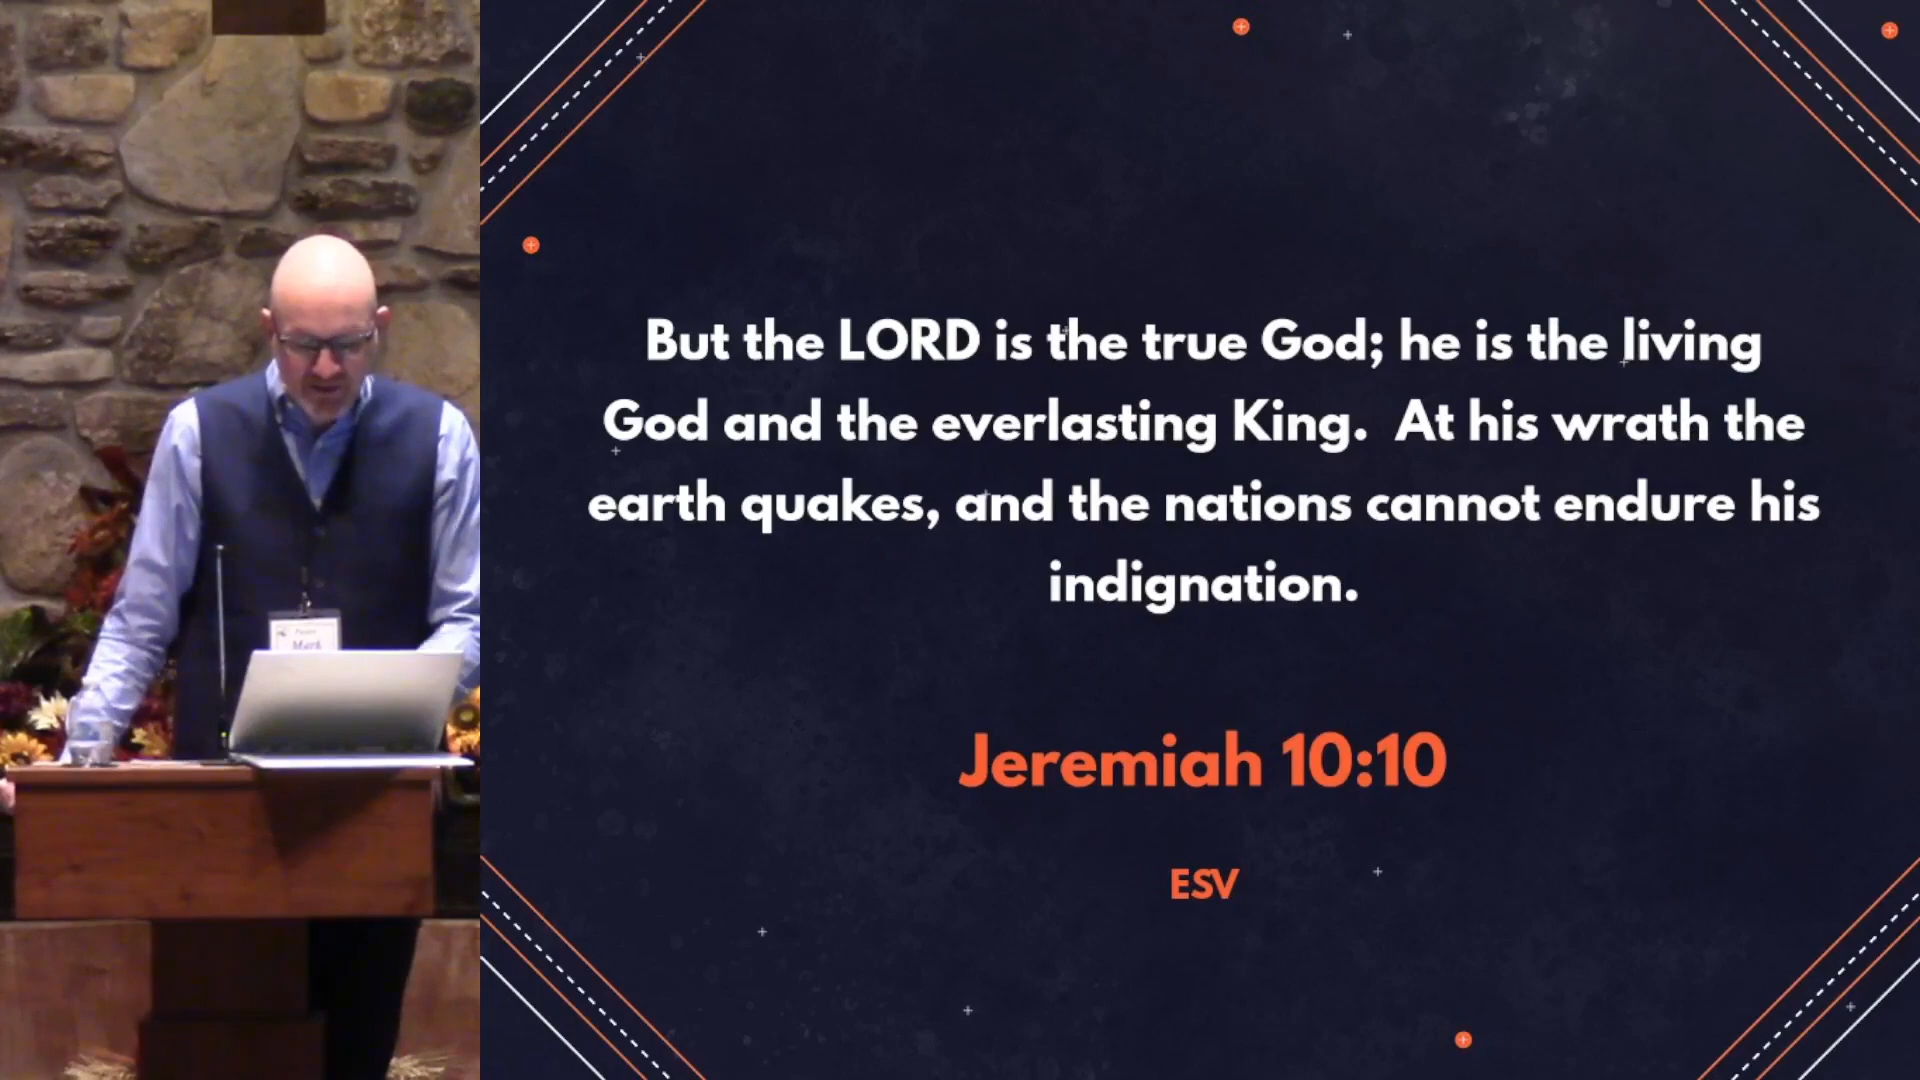 But the LORD is the true God; he is the living
God and the everlasting King.  At his wrath the
earth quakes, and the nations cannot endure his
indignation.
Jeremiah 10:10
ESV
Mark